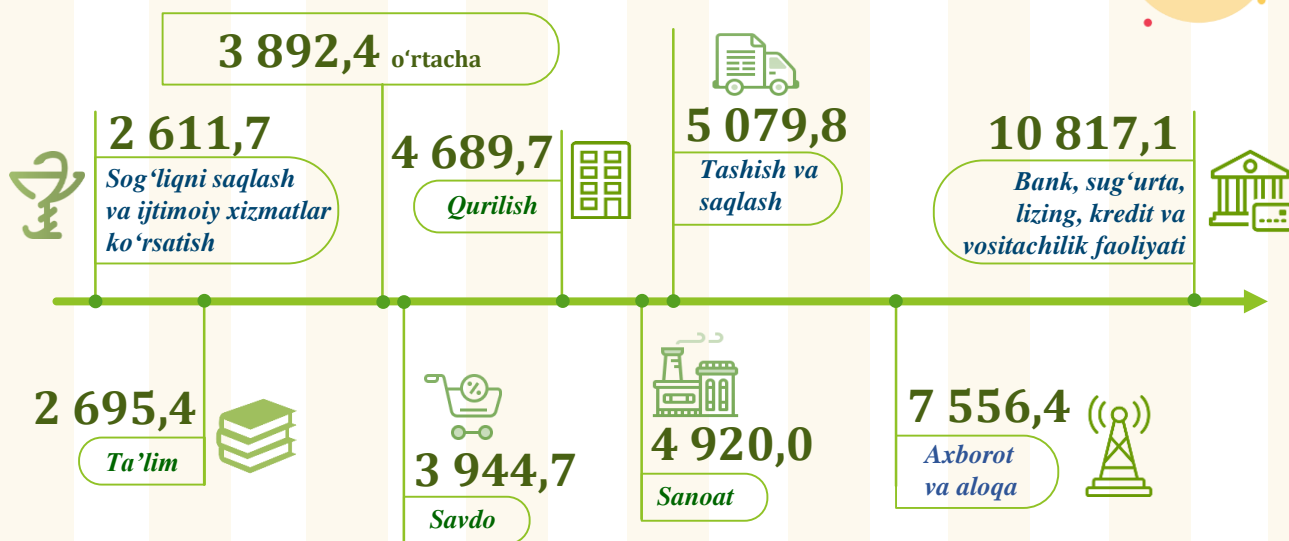 3 892,4 o‘rtacha
2 611,7
Sog‘liqni saqlash
va ijtimoiy xizmatlar
ko‘rsatish
4 689,7
Qurilish
5 079,8
Tashish va
saqlash
10 817,1
Bank, sug‘urta,
lizing, kredit va
vositachilik faoliyati
2 695,4
Ta’lim
3 944,7
Savdo
4 920,0
Sanoat
7 556,4
Axborot
va aloqa
%